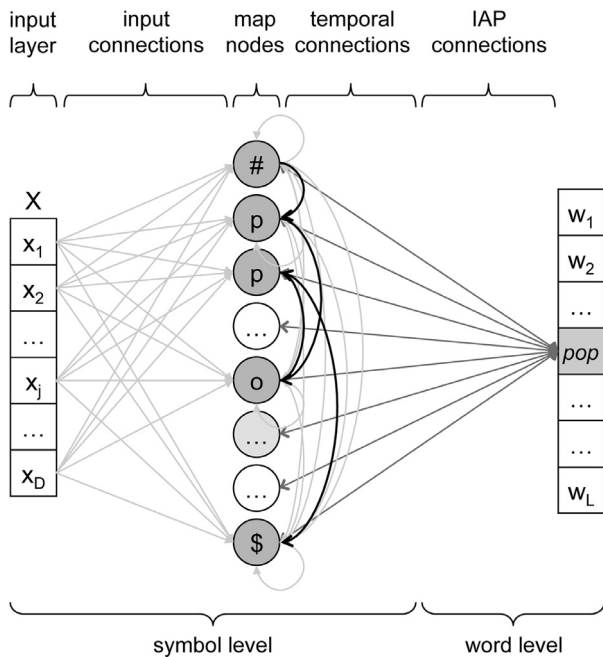 input layer
input connections
map nodes
temporal connections
IAP connections
X
x1
x2
...
xj
...
xD
#
p
p
...
o
...
...
$
w1
w2
...
pop
...
...
wL
symbol level
word level